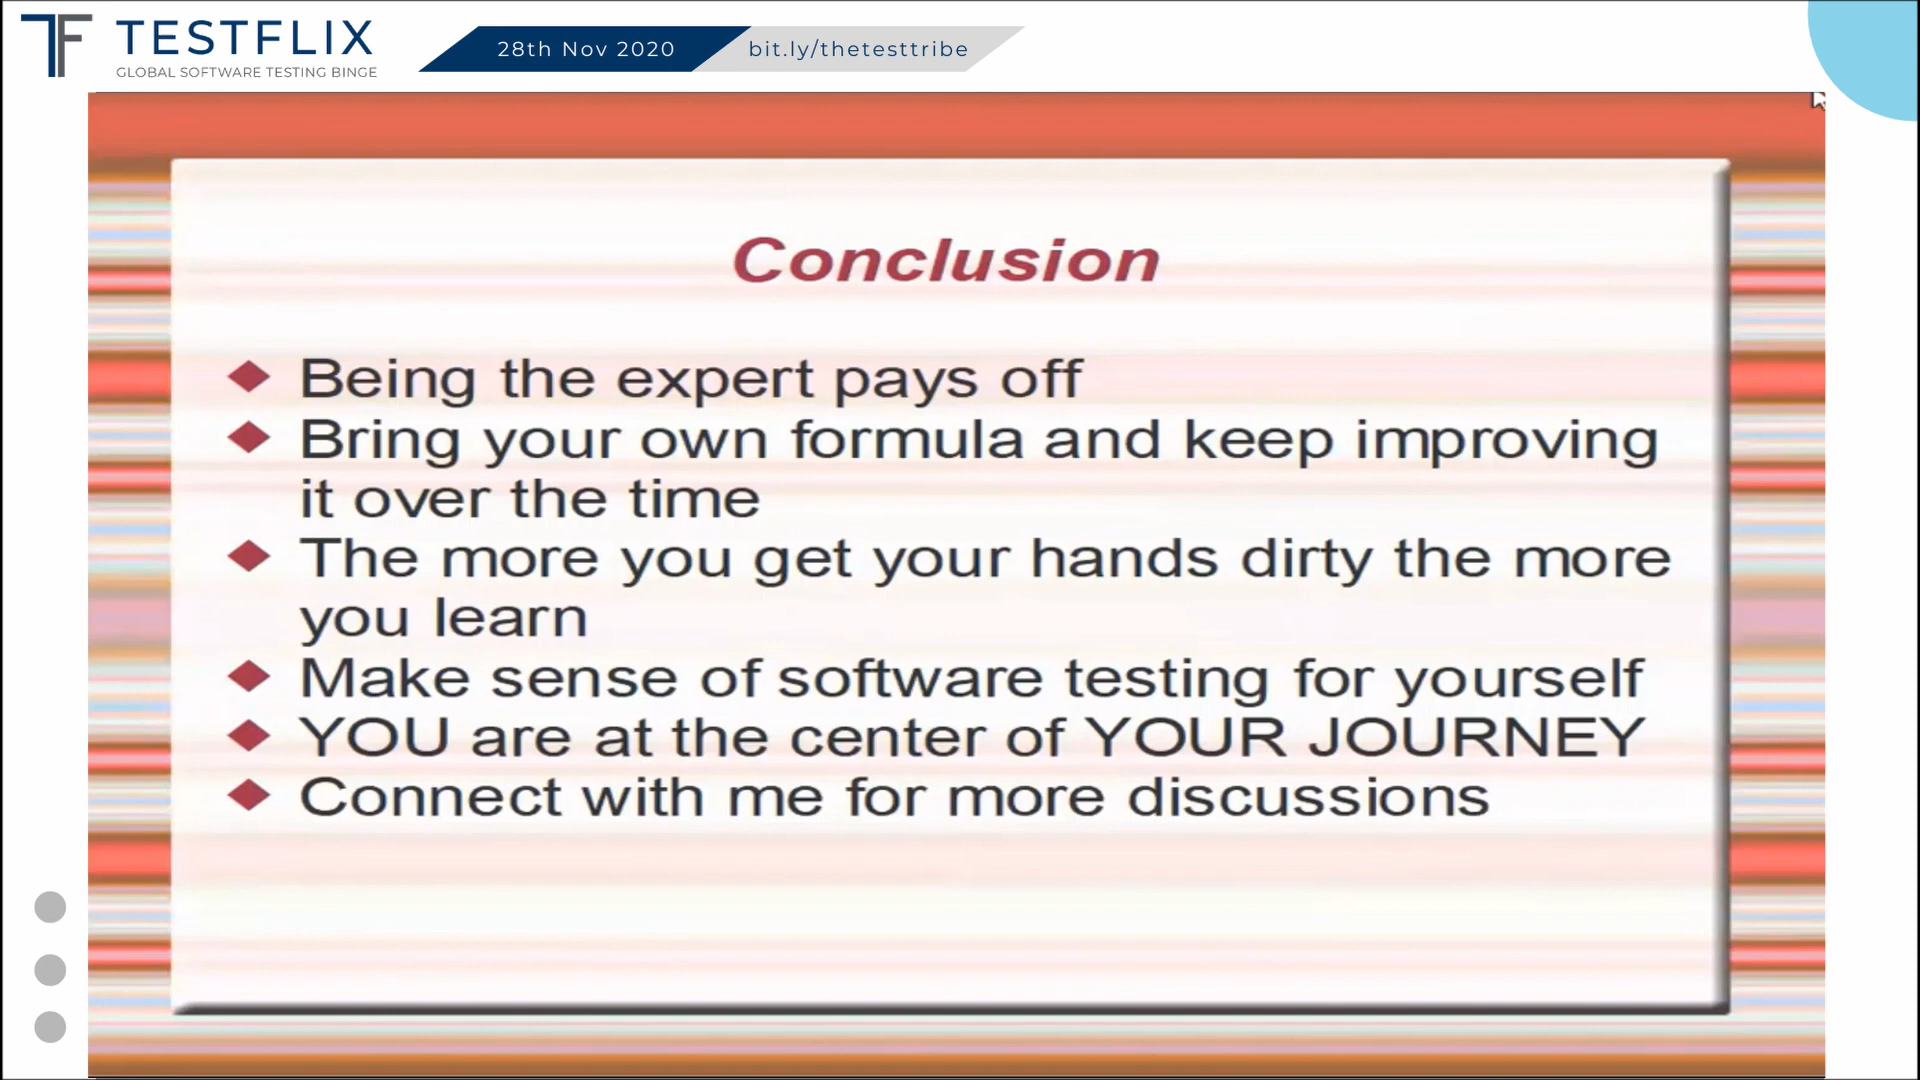 TF TESTFLIX
GLOBAL SOFTWARE TESTING BINGE
28th Nov 2020
bit.ly/thetesttribe
Conclusion
Being the expert pays off
Bring your own formula and keep improving
it over the time
The more you get your hands dirty the more
you learn
Make sense of software testing for yourself
YOU are at the center of YOUR JOURNEY
Connect with me for more discussions